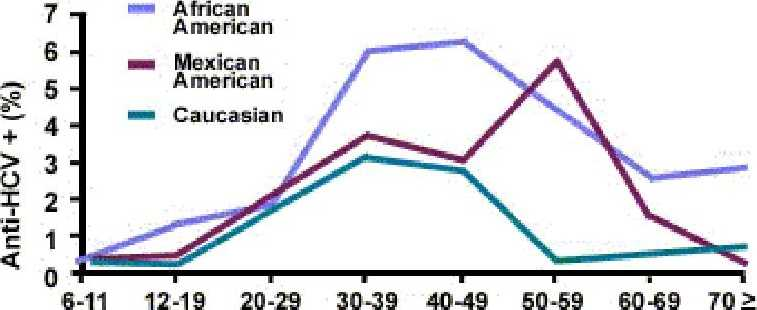 7
6
5
4
3
2
1
0
Anti-HCV + (%)
African
American
Mexican
American
Caucasian
6-11 12-19 20-29 30-39 40-49 50-59 60-69 70 ≥